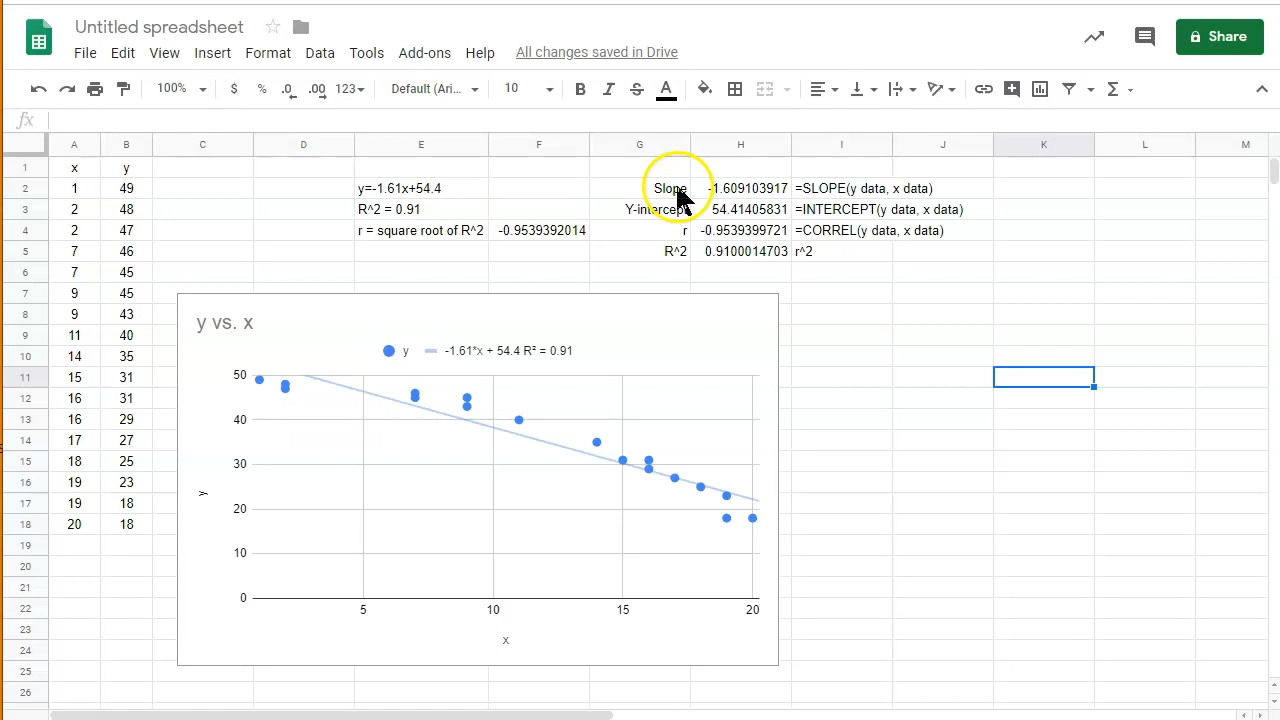 Untitled spreadsheet
File Edit View Insert Format Data Tools Add-ons Help All changes saved in Drive
Share
100% $ % .0 .00 123 Default (Ari... 10 B I S A Σ
fx
A B C D E F G H I J K L M
1 x y
2 1 49 y=-1.61x+54.4 Slope -1.609103917 =SLOPE(y data, x data)
3 2 48 R^2 = 0.91 Y-intercept 54.41405831 =INTERCEPT(y data, x data)
4 2 47 r = square root of R^2 -0.9539392014 r -0.9539399721 =CORREL(y data, x data)
5 7 46 R^2 0.9100014703 r^2
6 7 45
7 9 45
8 9 43
9 11 40
10 14 35
11 15 31
12 16 31
13 16 29
14 17 27
15 18 25
16 19 23
17 19 18
18 20 18
19
20
21
22
23
24
25
26
y vs. x
y -1.61*x + 54.4 R² = 0.91
50
40
30
20
10
0
y
5 10 15 20
x